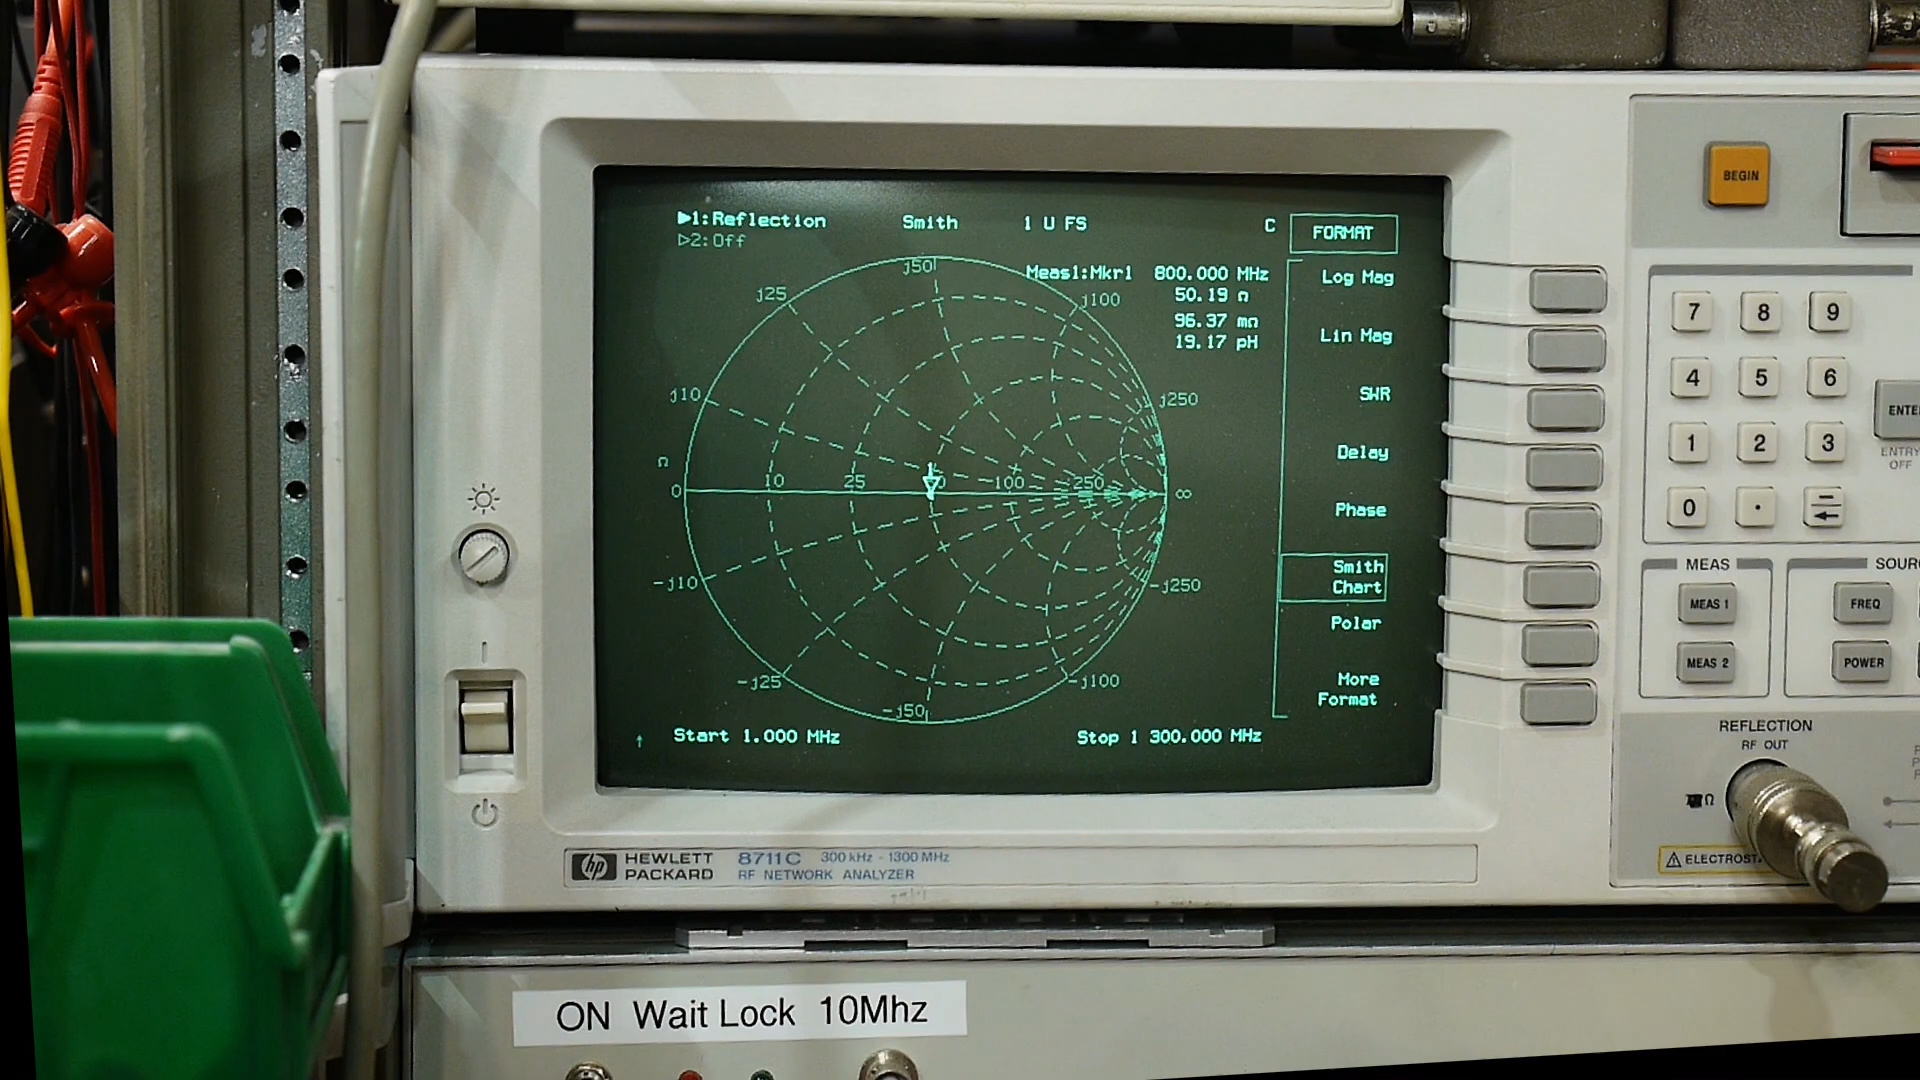 ▷1:Reflection Smith 1 U FS C
▷2:Off
Meas1:Mkr1 800.000 MHz
50.19 Ω
96.37 mΩ
19.17 pH
j50
j25
j100
j10
j250
Ω
0 10 25 100 250 ∞
-j10
-j250
-j25
-j100
-j50
↑ Start 1.000 MHz Stop 1 300.000 MHz
FORMAT
Log Mag
Lin Mag
SWR
Delay
Phase
Smith
Chart
Polar
More
Format
BEGIN
7 8 9
4 5 6
1 2 3
0 .
ENTRY
OFF
MEAS
MEAS 1
MEAS 2
FREQ
POWER
REFLECTION
RF OUT
Ω
hp HEWLETT
PACKARD
8711C 300 kHz - 1300 MHz
RF NETWORK ANALYZER
ON Wait Lock 10Mhz